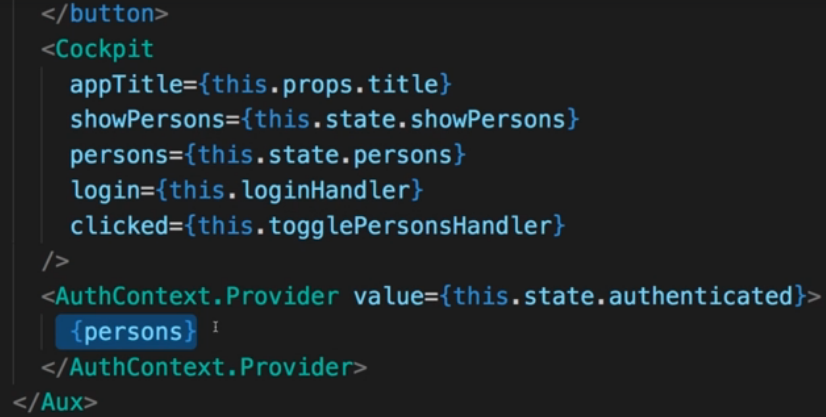 </button>
<Cockpit
appTitle={this.props.title}
showPersons={this.state.showPersons}
persons={this.state.persons}
login={this.loginHandler}
clicked={this.togglePersonsHandler}
/>
<AuthContext.Provider value={this.state.authenticated}>
{persons}
</AuthContext.Provider>
</Aux>